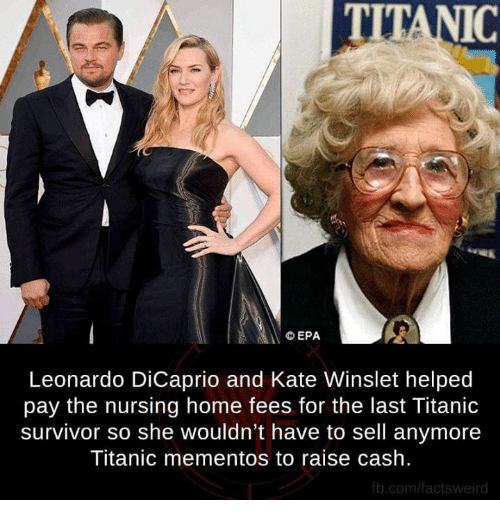 TITANIC
© EPA
Leonardo DiCaprio and Kate Winslet helped
pay the nursing home fees for the last Titanic
survivor so she wouldn't have to sell anymore
Titanic mementos to raise cash.
fb.com/factsweird